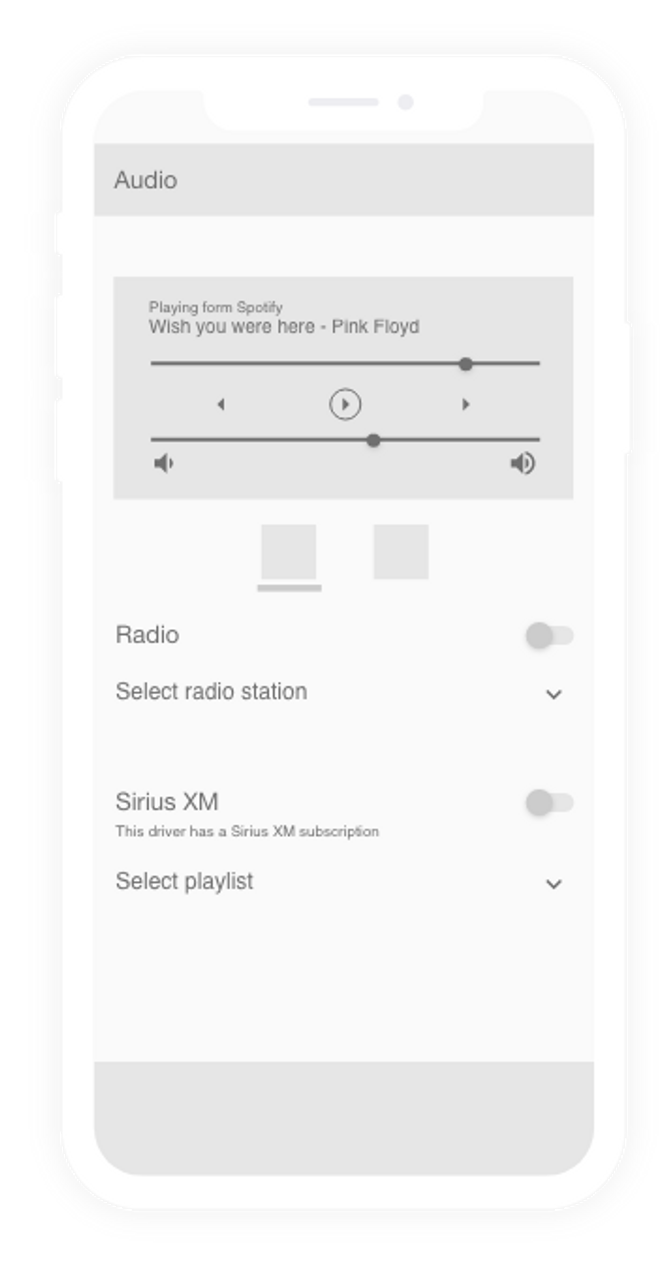 Audio
Playing form Spotify
Wish you were here - Pink Floyd
Radio
Select radio station
Sirius XM
This driver has a Sirius XM subscription
Select playlist